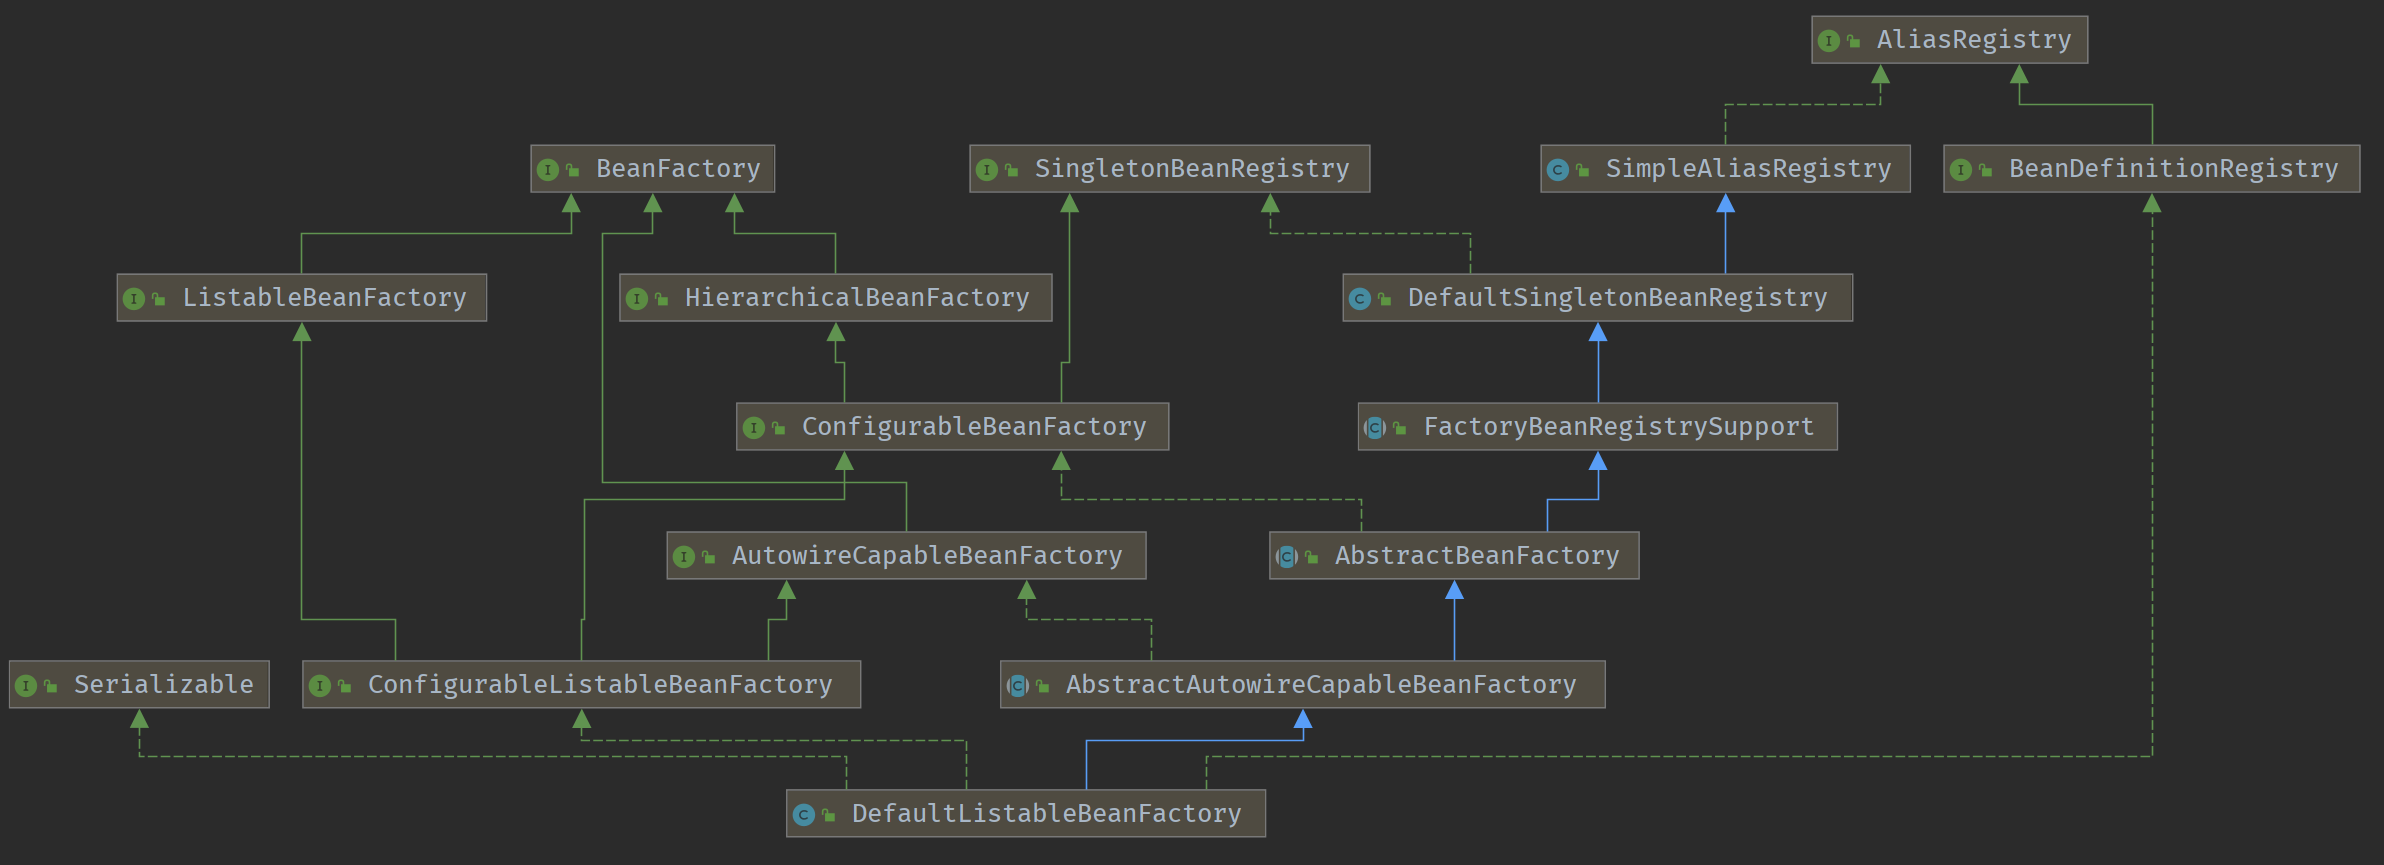 AliasRegistry
BeanFactory
SingletonBeanRegistry
SimpleAliasRegistry
BeanDefinitionRegistry
ListableBeanFactory
HierarchicalBeanFactory
DefaultSingletonBeanRegistry
ConfigurableBeanFactory
FactoryBeanRegistrySupport
AutowireCapableBeanFactory
AbstractBeanFactory
Serializable
ConfigurableListableBeanFactory
AbstractAutowireCapableBeanFactory
DefaultListableBeanFactory